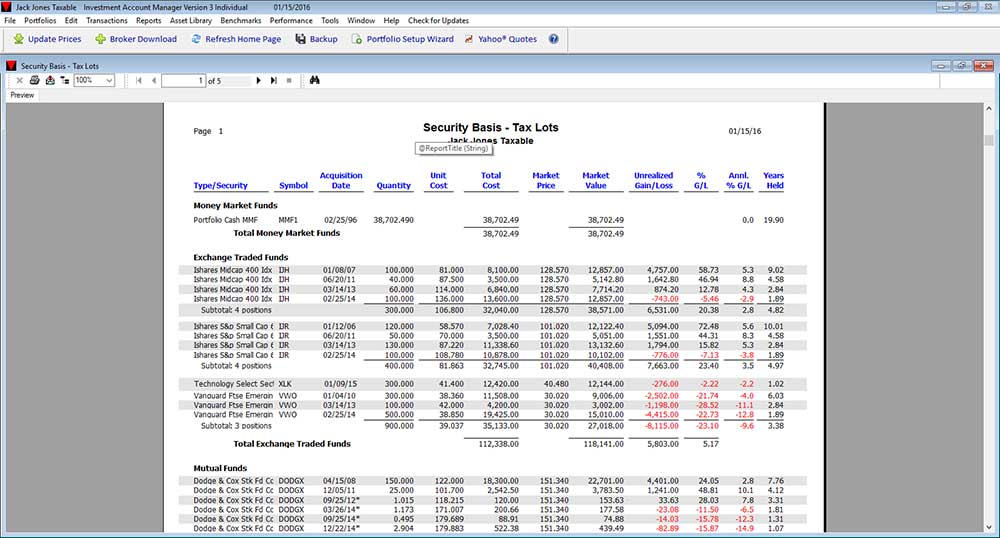 Jack Jones Taxable Investment Account Manager Version 3 Individual 01/15/2016
File Portfolios Edit Transactions Reports Asset Library Benchmarks Performance Tools Window Help Check for Updates
Update Prices Broker Download Refresh Home Page Backup Portfolio Setup Wizard Yahoo® Quotes
Security Basis - Tax Lots
100% 1 of 5
Preview
Page 1 Security Basis - Tax Lots 01/15/16
Jack Jones Taxable
@ReportTitle (String)
Acquisition Unit Total Market Market Unrealized % Annl. Years
Type/Security Symbol Date Quantity Cost Cost Price Value Gain/Loss G/L % G/L Held
Money Market Funds
Portfolio Cash MMF MMF1 02/25/96 38,702.490 38,702.49 38,702.49 0.0 19.90
Total Money Market Funds 38,702.49 38,702.49
Exchange Traded Funds
Ishares Midcap 400 Idx IJH 01/08/07 100.000 81.000 8,100.00 128.570 12,857.00 4,757.00 58.73 5.3 9.02
Ishares Midcap 400 Idx IJH 06/20/11 40.000 87.500 3,500.00 128.570 5,142.80 1,642.80 46.94 8.8 4.58
Ishares Midcap 400 Idx IJH 03/14/13 60.000 114.000 6,840.00 128.570 7,714.20 874.20 12.78 4.3 2.84
Ishares Midcap 400 Idx IJH 02/25/14 100.000 136.000 13,600.00 128.570 12,857.00 -743.00 -5.46 -2.9 1.89
Subtotal: 4 positions 300.000 106.800 32,040.00 128.570 38,571.00 6,531.00 20.38 2.8 4.82
Ishares S&p Small Cap 6 IJR 01/12/06 120.000 58.570 7,028.40 101.020 12,122.40 5,094.00 72.48 5.6 10.01
Ishares S&p Small Cap 6 IJR 06/20/11 50.000 70.000 3,500.00 101.020 5,051.00 1,551.00 44.31 8.3 4.58
Ishares S&p Small Cap 6 IJR 03/14/13 130.000 87.220 11,338.60 101.020 13,132.60 1,794.00 15.82 5.3 2.84
Ishares S&p Small Cap 6 IJR 02/25/14 100.000 108.780 10,878.00 101.020 10,102.00 -776.00 -7.13 -3.8 1.89
Subtotal: 4 positions 400.000 81.863 32,745.00 101.020 40,408.00 7,663.00 23.40 3.5 4.97
Technology Select Sect XLK 01/09/15 300.000 41.400 12,420.00 40.480 12,144.00 -276.00 -2.22 -2.2 1.02
Vanguard Ftse Emergin VWO 01/04/10 300.000 38.360 11,508.00 30.020 9,006.00 -2,502.00 -21.74 -4.0 6.03
Vanguard Ftse Emergin VWO 03/14/13 100.000 42.000 4,200.00 30.020 3,002.00 -1,198.00 -28.52 -11.1 2.84
Vanguard Ftse Emergin VWO 02/25/14 500.000 38.850 19,425.00 30.020 15,010.00 -4,415.00 -22.73 -12.8 1.89
Subtotal: 3 positions 900.000 39.037 35,133.00 30.020 27,018.00 -8,115.00 -23.10 -9.6 3.38
Total Exchange Traded Funds 112,338.00 118,141.00 5,803.00 5.17
Mutual Funds
Dodge & Cox Stk Fd Cc DODGX 04/15/08 150.000 122.000 18,300.00 151.340 22,701.00 4,401.00 24.05 2.8 7.76
Dodge & Cox Stk Fd Cc DODGX 12/05/11 25.000 101.700 2,542.50 151.340 3,783.50 1,241.00 48.81 10.1 4.12
Dodge & Cox Stk Fd Cc DODGX 09/25/12* 1.015 118.215 120.00 151.340 153.63 33.63 28.03 7.8 3.31
Dodge & Cox Stk Fd Cc DODGX 03/26/14* 1.173 171.007 200.66 151.340 177.58 -23.08 -11.50 -6.5 1.81
Dodge & Cox Stk Fd Cc DODGX 09/25/14* 0.495 179.689 88.91 151.340 74.88 -14.03 -15.78 -12.3 1.31
Dodge & Cox Stk Fd Cc DODGX 12/22/14* 2.904 179.883 522.38 151.340 439.49 -82.89 -15.87 -14.9 1.07